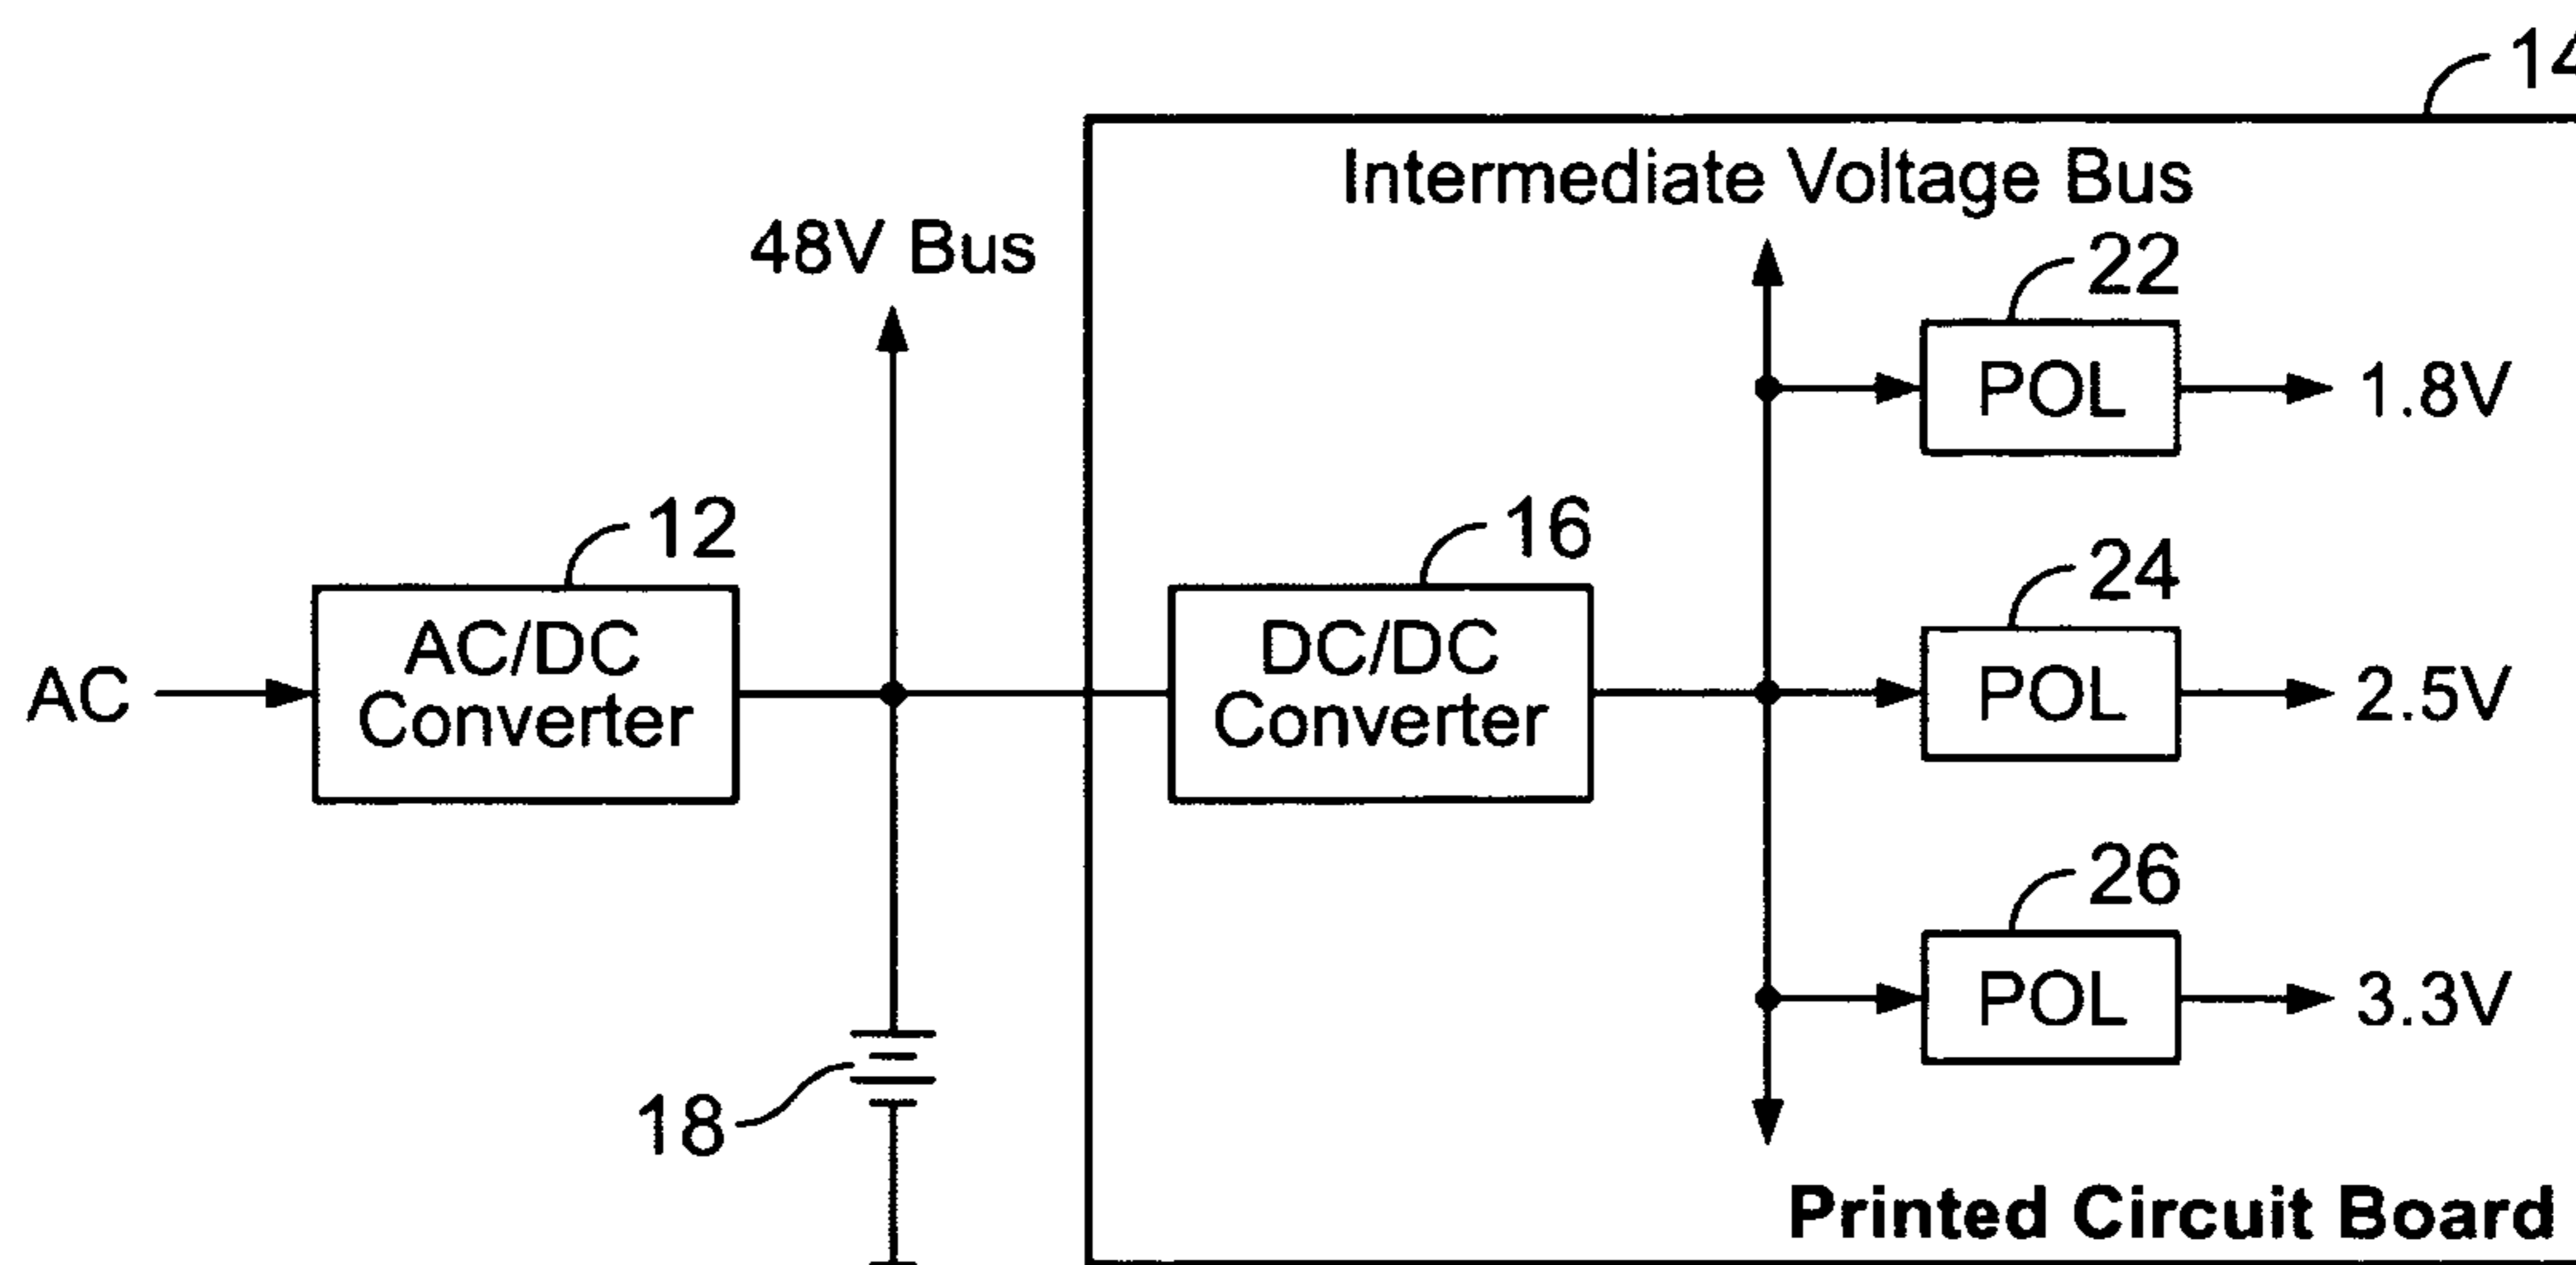 14
Intermediate Voltage Bus
48V Bus
22
POL
1.8V
12
16
24
AC
AC/DC
Converter
DC/DC
Converter
POL
2.5V
26
POL
3.3V
18
Printed Circuit Board